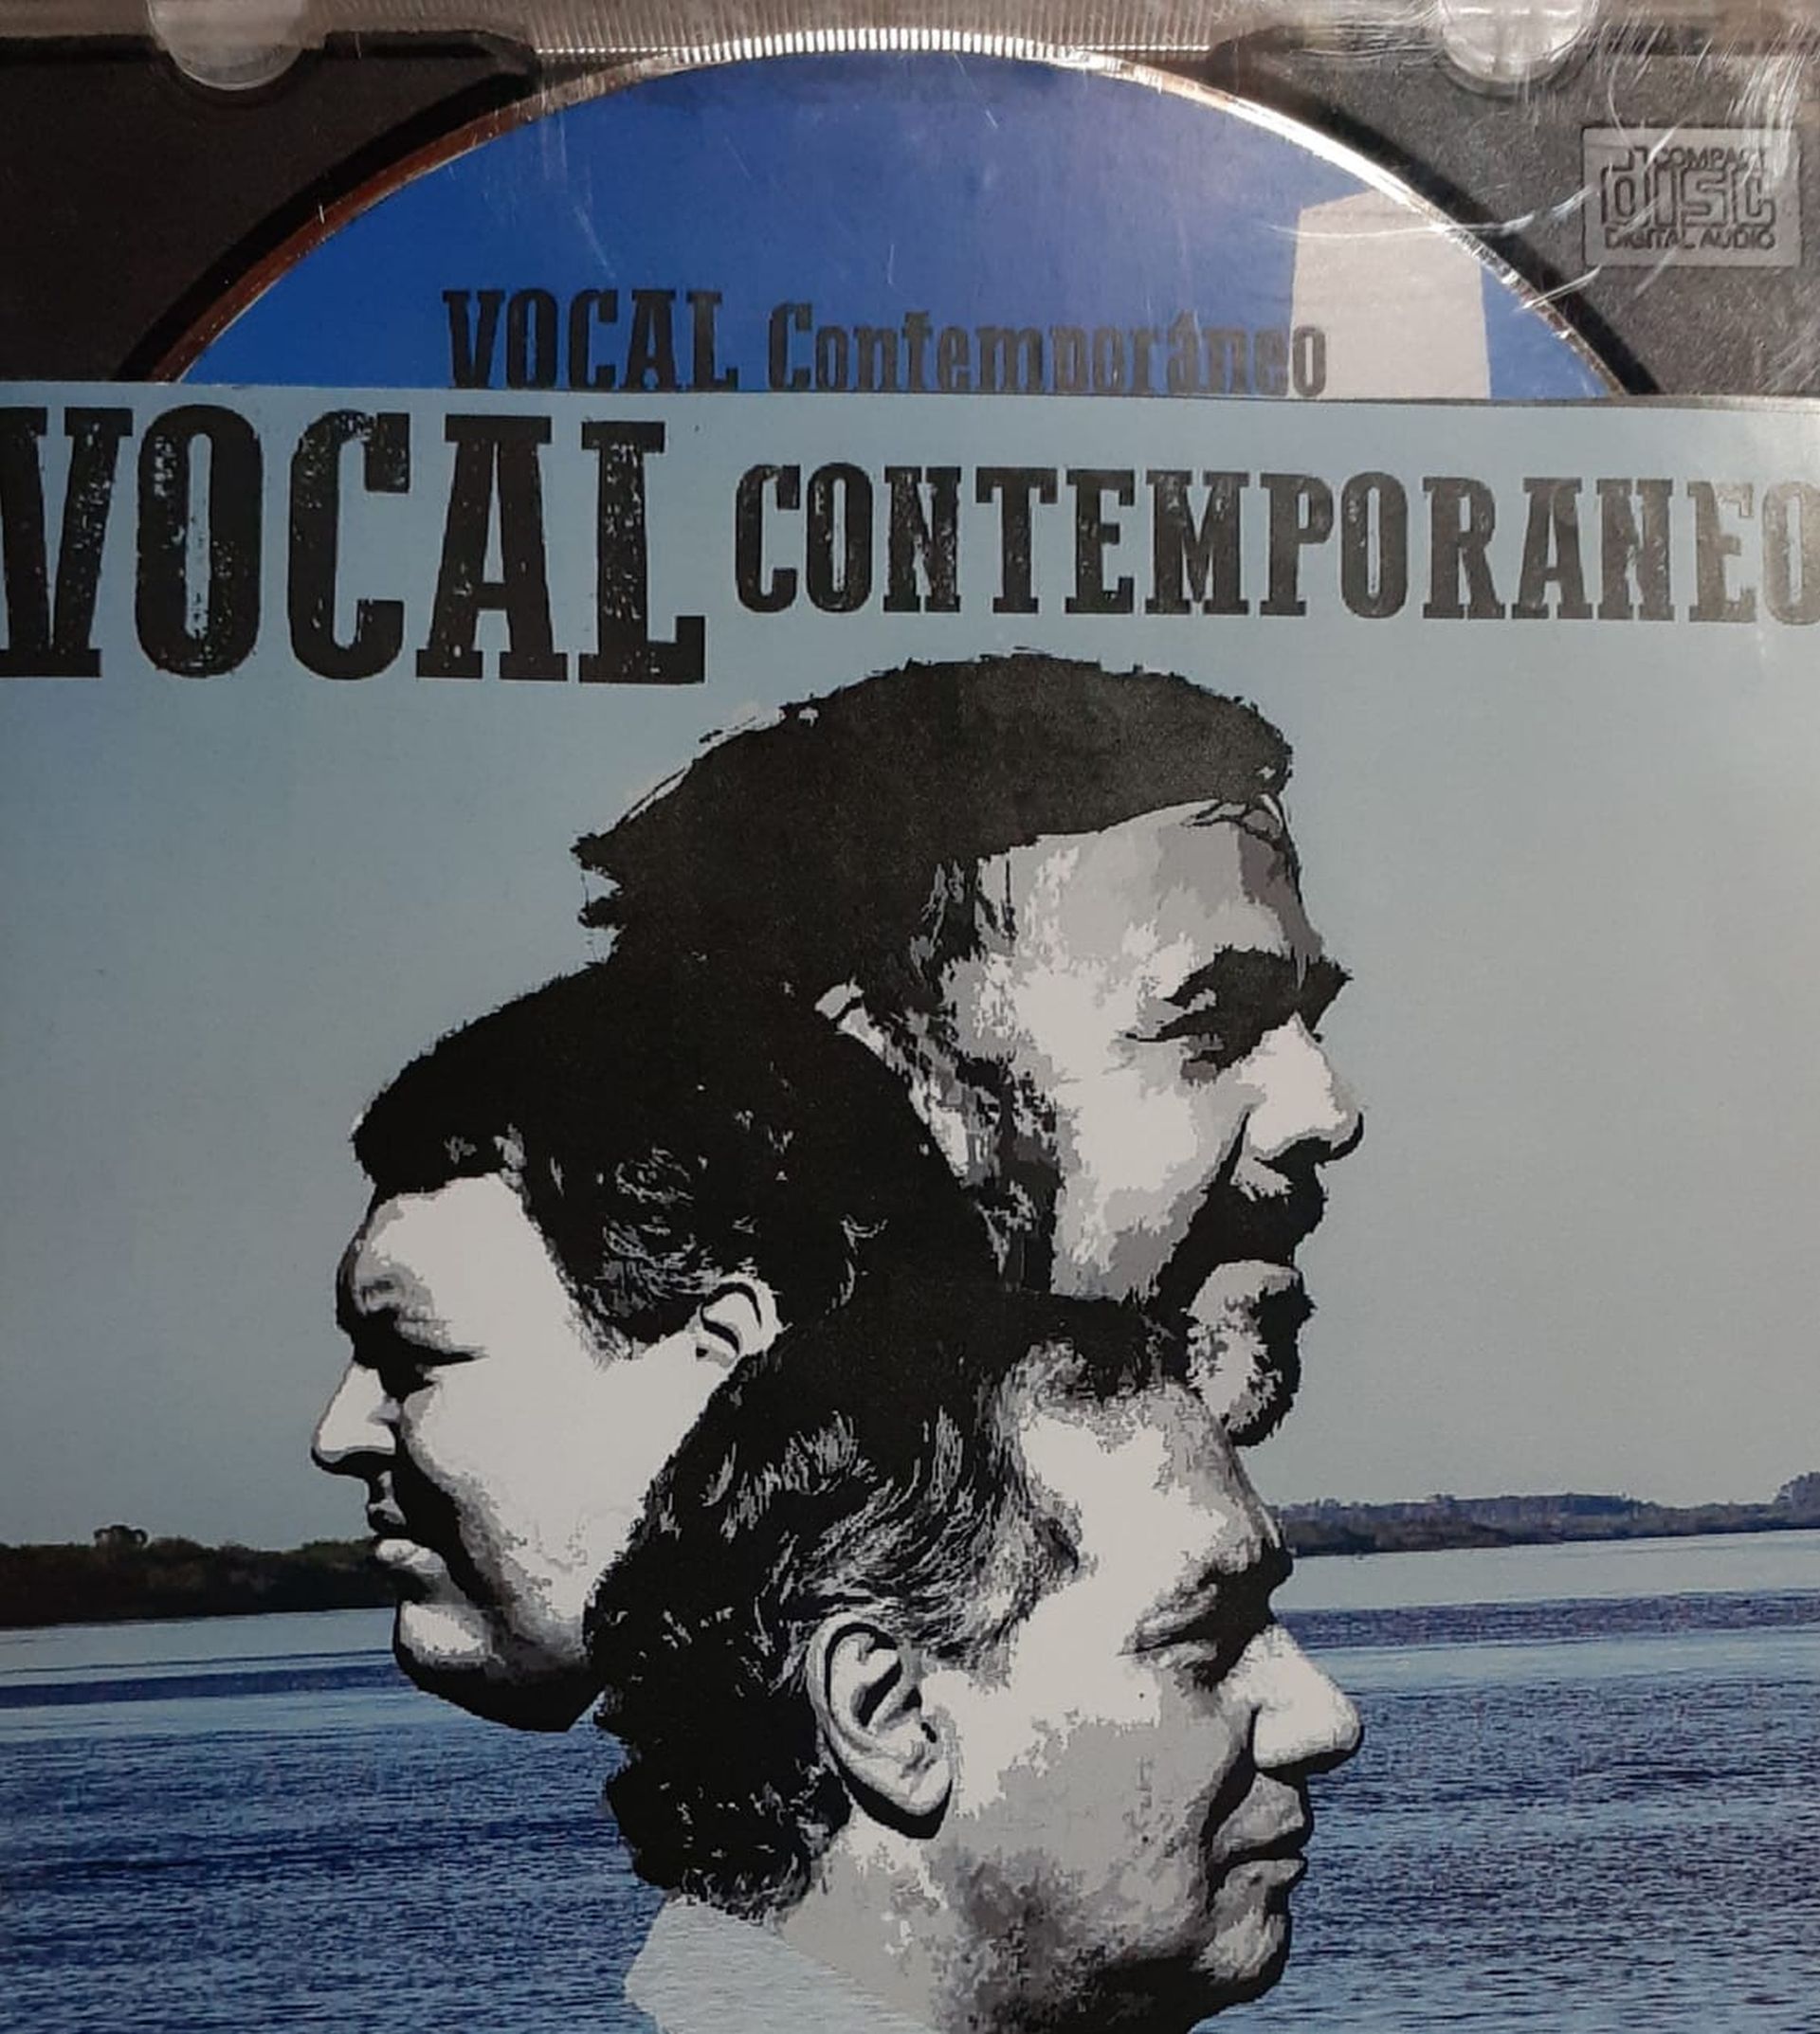 COMPACT
disc
DIGITAL AUDIO
VOCAL Contemporâneo
VOCAL CONTEMPORANEO